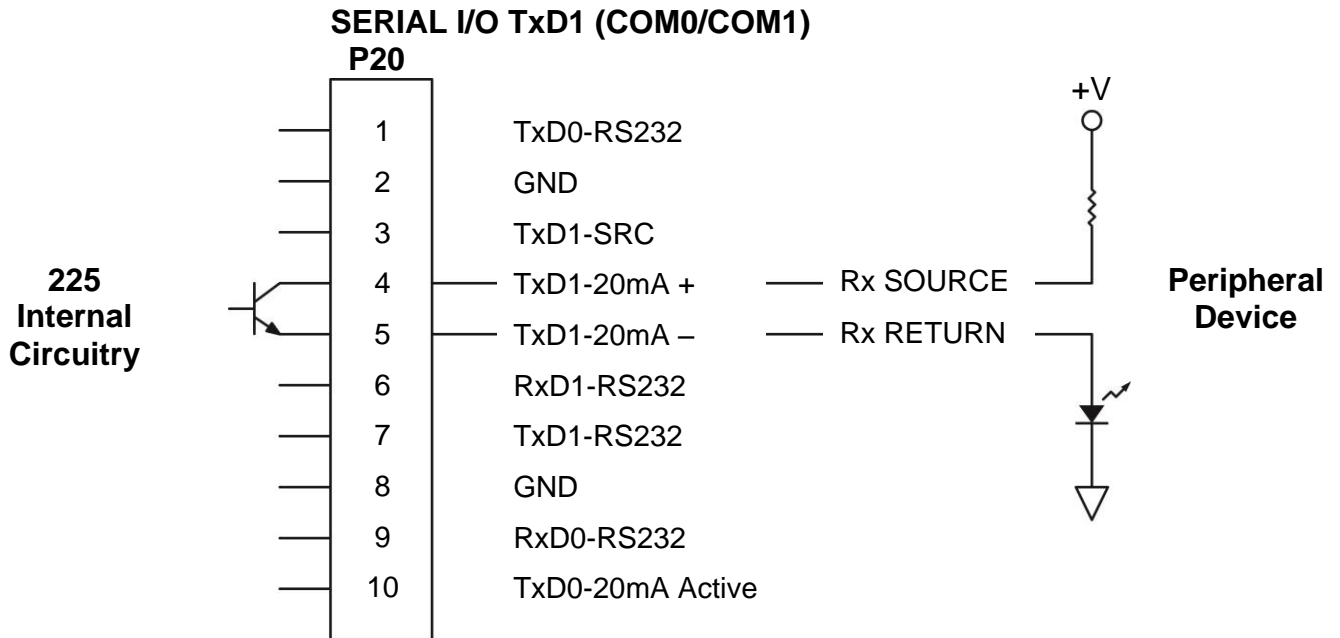 SERIAL I/O TxD1 (COM0/COM1)
P20
+V
1 TxD0-RS232
2 GND
3 TxD1-SRC
4 TxD1-20mA + Rx SOURCE
5 TxD1-20mA – Rx RETURN
6 RxD1-RS232
7 TxD1-RS232
8 GND
9 RxD0-RS232
10 TxD0-20mA Active
225
Internal
Circuitry
Peripheral
Device